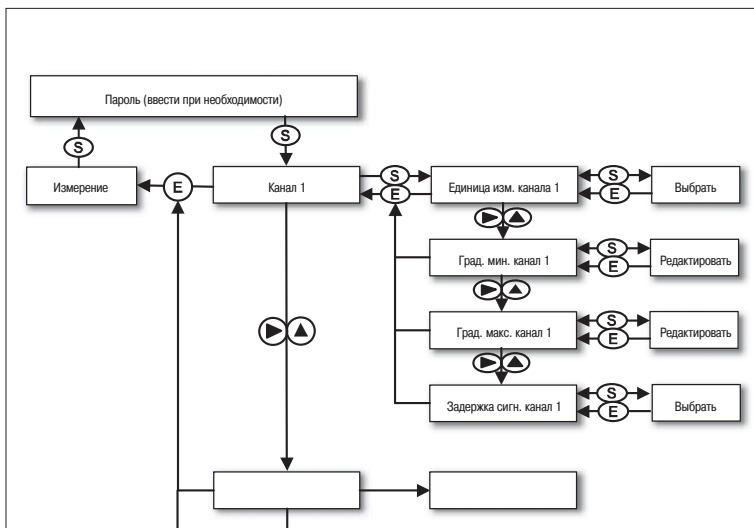 Пароль (ввести при необходимости)
S
S
Измерение
E
Канал 1
S
E
Единица изм. канала 1
S
E
Выбрать
Град. мин. канал 1
S
E
Редактировать
Град. макс. канал 1
S
E
Редактировать
Задержка сигн. канал 1
S
E
Выбрать